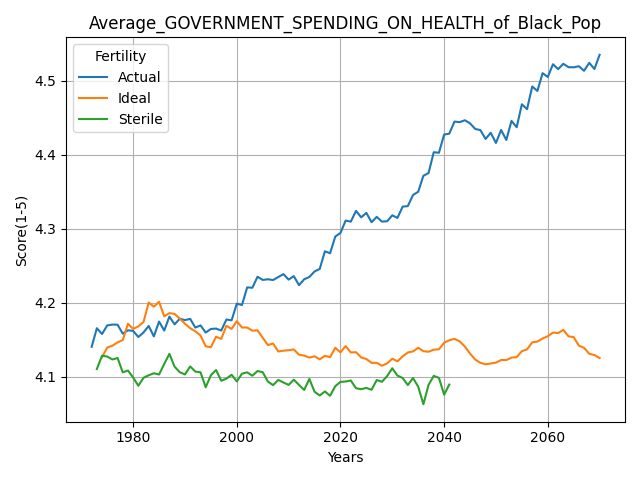 Average_GOVERNMENT_SPENDING_ON_HEALTH_of_Black_Pop
Fertility
Actual
Ideal
Sterile
Score(1-5)
4.5
4.4
4.3
4.2
4.1
1980 2000 2020 2040 2060
Years